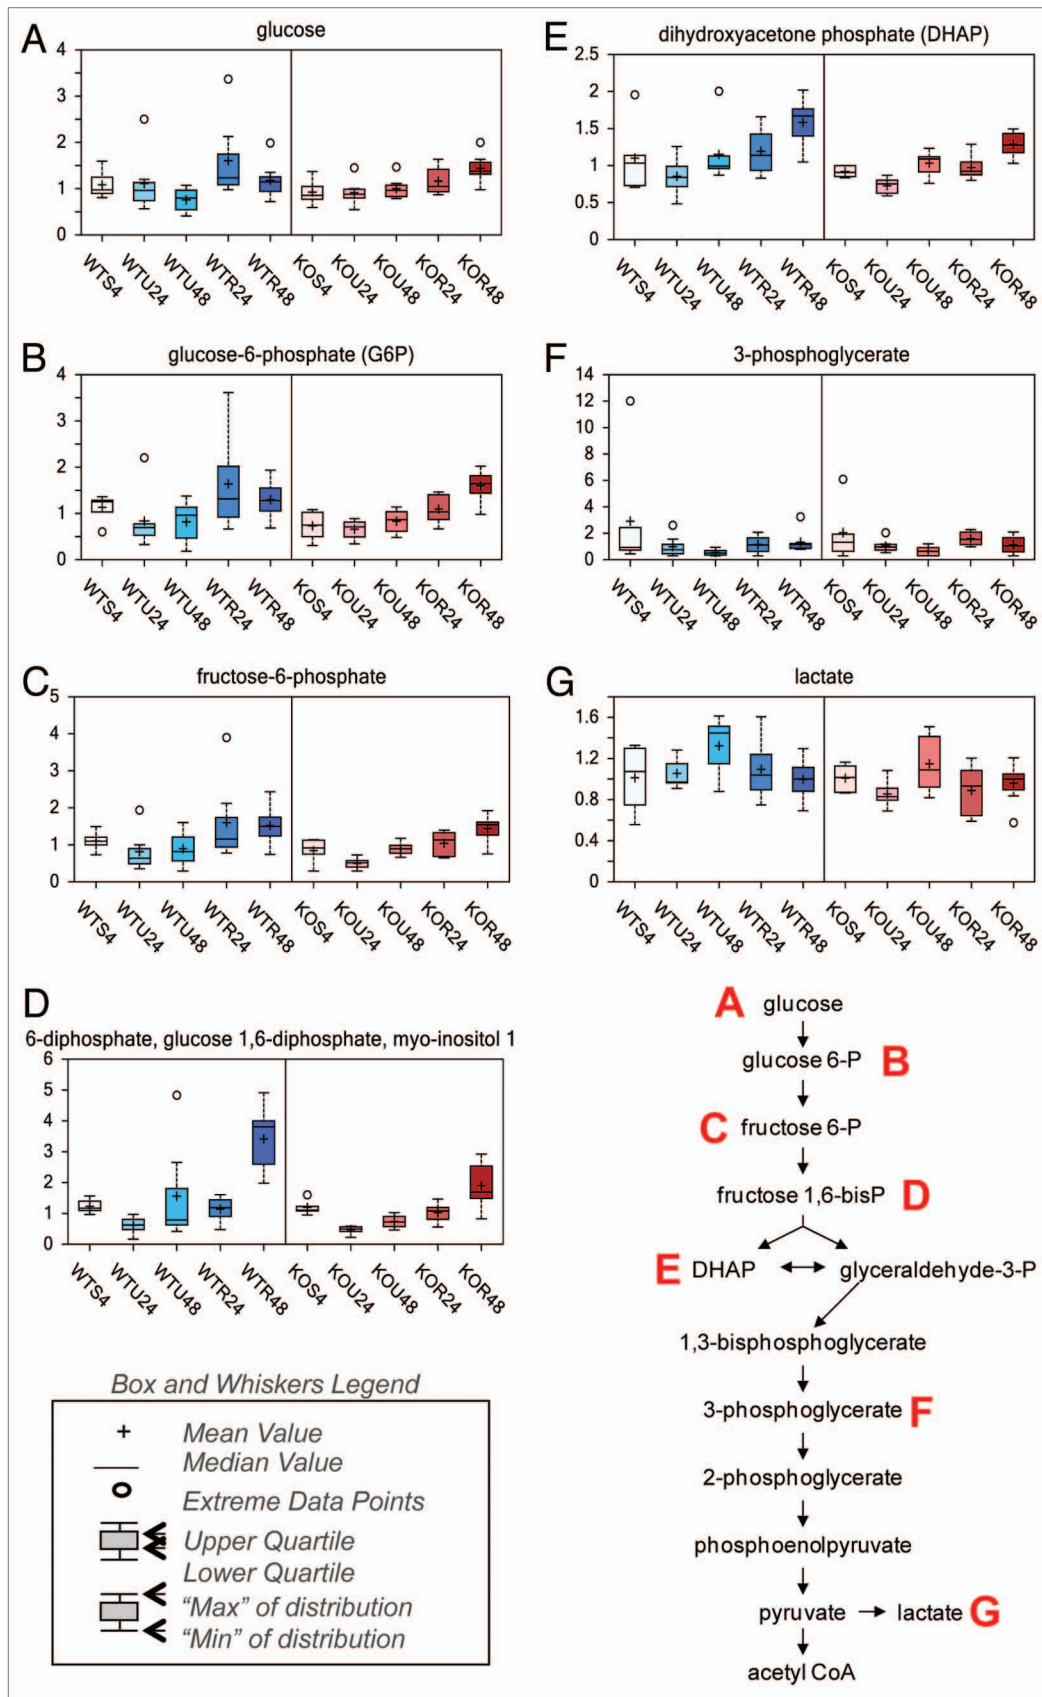 A
glucose
4
3
2
1
0
WTS4 WTU24 WTU48 WTR24 WTR48 KOS4 KOU24 KOU48 KOR24 KOR48
B
glucose-6-phosphate (G6P)
4
3
2
1
0
WTS4 WTU24 WTU48 WTR24 WTR48 KOS4 KOU24 KOU48 KOR24 KOR48
C
fructose-6-phosphate
5
4
3
2
1
0
WTS4 WTU24 WTU48 WTR24 WTR48 KOS4 KOU24 KOU48 KOR24 KOR48
D
6-diphosphate, glucose 1,6-diphosphate, myo-inositol 1
6
5
4
3
2
1
0
WTS4 WTU24 WTU48 WTR24 WTR48 KOS4 KOU24 KOU48 KOR24 KOR48
Box and Whiskers Legend
Mean Value
Median Value
Extreme Data Points
Upper Quartile
Lower Quartile
“Max” of distribution
“Min” of distribution
E
dihydroxyacetone phosphate (DHAP)
2.5
2
1.5
1
0.5
0
WTS4 WTU24 WTU48 WTR24 WTR48 KOS4 KOU24 KOU48 KOR24 KOR48
F
3-phosphoglycerate
14
12
10
8
6
4
2
0
WTS4 WTU24 WTU48 WTR24 WTR48 KOS4 KOU24 KOU48 KOR24 KOR48
G
lactate
1.6
1.2
0.8
0.4
0
WTS4 WTU24 WTU48 WTR24 WTR48 KOS4 KOU24 KOU48 KOR24 KOR48
A glucose
glucose 6-P B
C fructose 6-P
fructose 1,6-bisP D
E DHAP glyceraldehyde-3-P
1,3-bisphosphoglycerate
3-phosphoglycerate F
2-phosphoglycerate
phosphoenolpyruvate
pyruvate lactate G
acetyl CoA